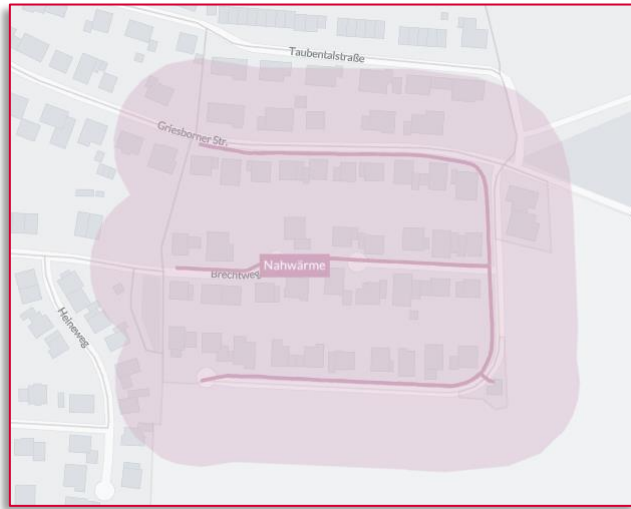 Taubentalstraße
Griesborner Str.
Nahwärme
Brechtweg
Heineweg